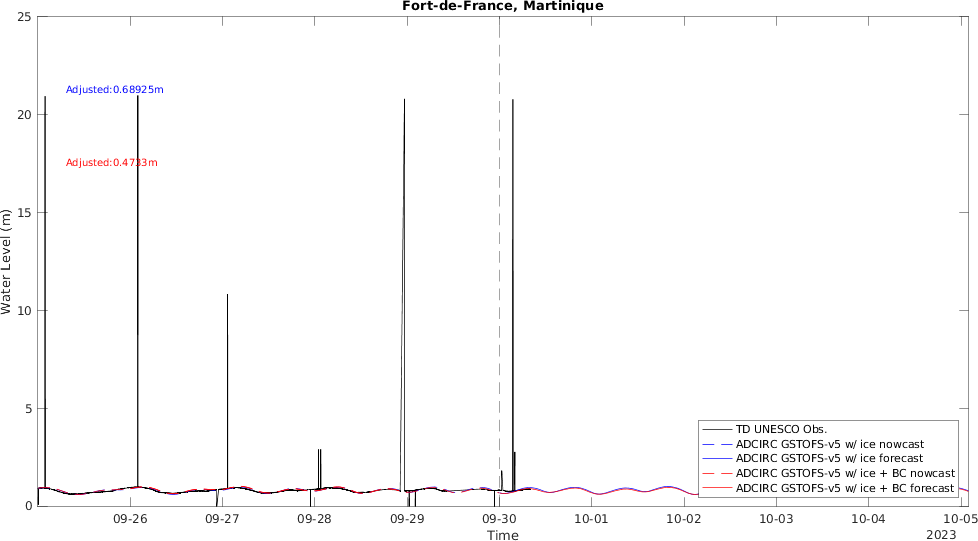 Fort-de-France, Martinique
25
20
15
10
5
0
Water Level (m)
Adjusted:0.68925m
Adjusted:0.4733m
TD UNESCO Obs.
ADCIRC GSTOFS-v5 w/ ice nowcast
ADCIRC GSTOFS-v5 w/ ice forecast
ADCIRC GSTOFS-v5 w/ ice + BC nowcast
ADCIRC GSTOFS-v5 w/ ice + BC forecast
09-26 09-27 09-28 09-29 09-30 10-01 10-02 10-03 10-04 10-05
Time
2023